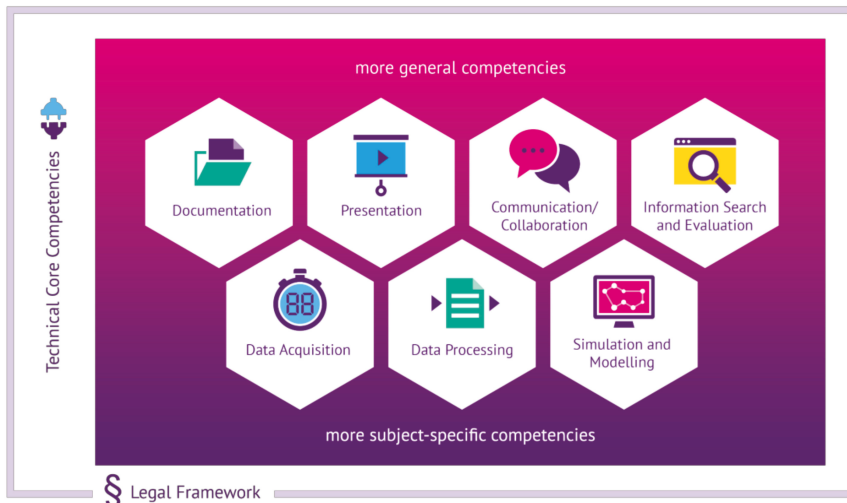 more general competencies
Technical Core Competencies
Documentation
Presentation
Communication/
Collaboration
Information Search
and Evaluation
88
Data Acquisition
Data Processing
Simulation and
Modelling
more subject-specific competencies
§ Legal Framework